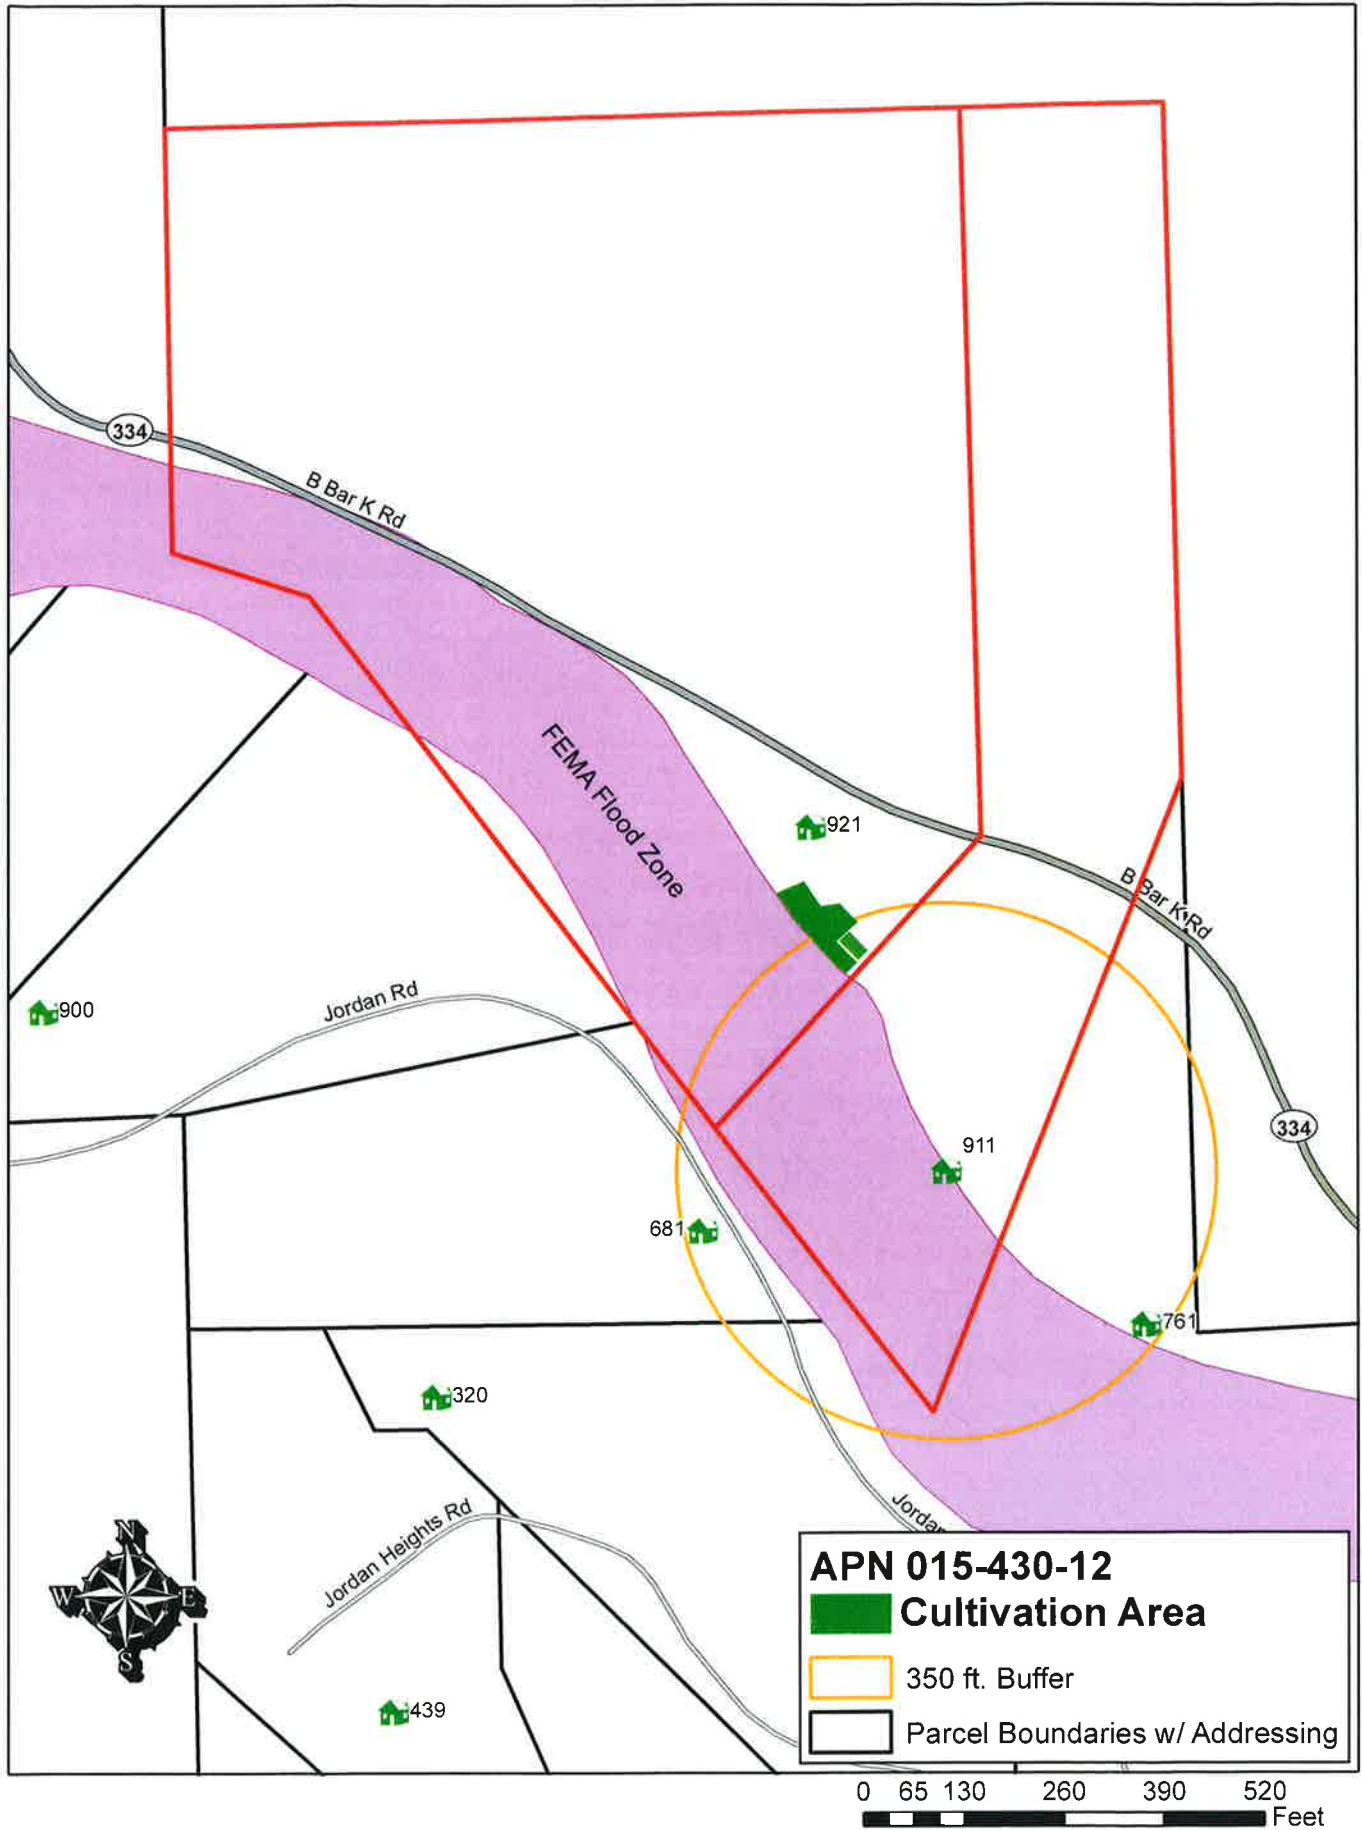 334
B Bar K Rd
FEMA Flood Zone
921
B Bar K Rd
900
Jordan Rd
334
911
681
761
320
Jordan Heights Rd
Jordan
439
N
W E
S
APN 015-430-12
Cultivation Area
350 ft. Buffer
Parcel Boundaries w/ Addressing
0 65 130 260 390 520
Feet